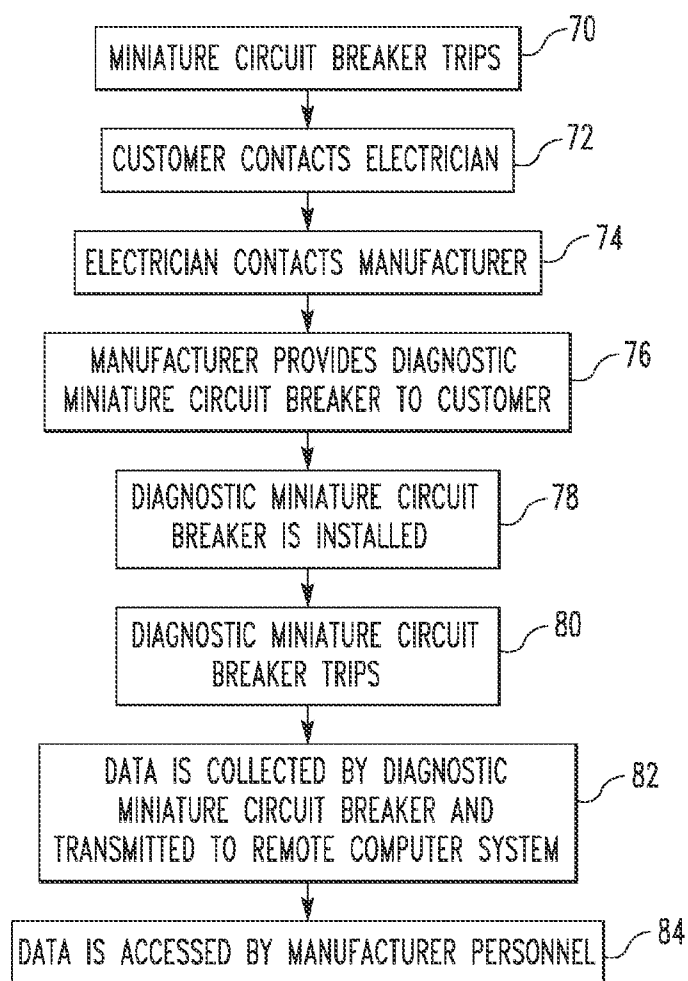 MINIATURE CIRCUIT BREAKER TRIPS
70
CUSTOMER CONTACTS ELECTRICIAN
72
ELECTRICIAN CONTACTS MANUFACTURER
74
MANUFACTURER PROVIDES DIAGNOSTIC
MINIATURE CIRCUIT BREAKER TO CUSTOMER
76
DIAGNOSTIC MINIATURE CIRCUIT
BREAKER IS INSTALLED
78
DIAGNOSTIC MINIATURE CIRCUIT
BREAKER TRIPS
80
DATA IS COLLECTED BY DIAGNOSTIC
MINIATURE CIRCUIT BREAKER AND
TRANSMITTED TO REMOTE COMPUTER SYSTEM
82
DATA IS ACCESSED BY MANUFACTURER PERSONNEL
84